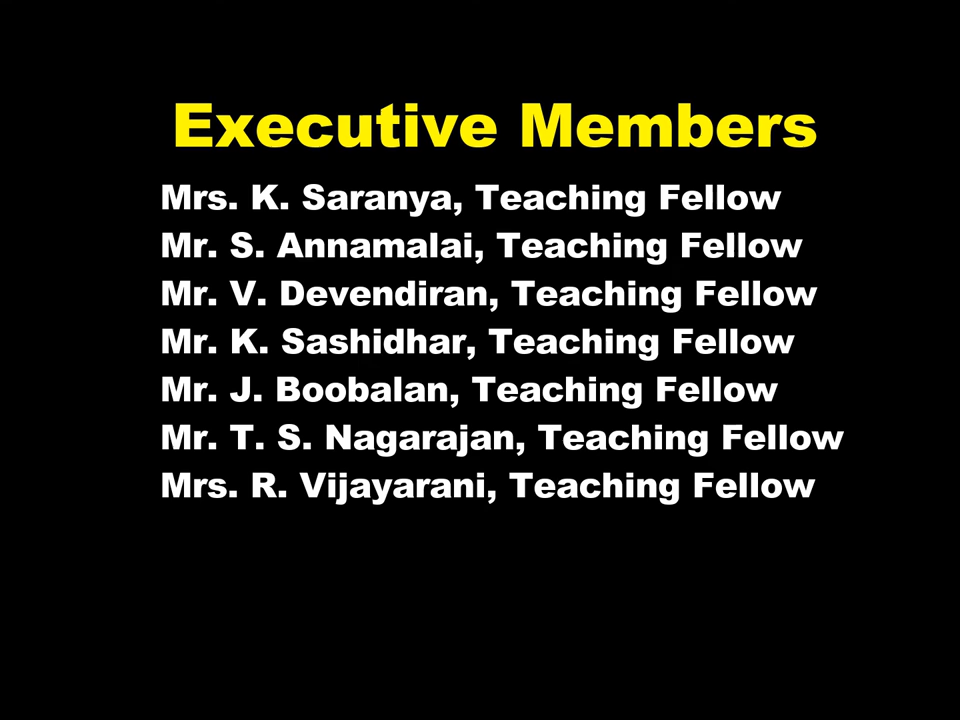 Executive Members
Mrs. K. Saranya, Teaching Fellow
Mr. S. Annamalai, Teaching Fellow
Mr. V. Devendiran, Teaching Fellow
Mr. K. Sashidhar, Teaching Fellow
Mr. J. Boobalan, Teaching Fellow
Mr. T. S. Nagarajan, Teaching Fellow
Mrs. R. Vijayarani, Teaching Fellow